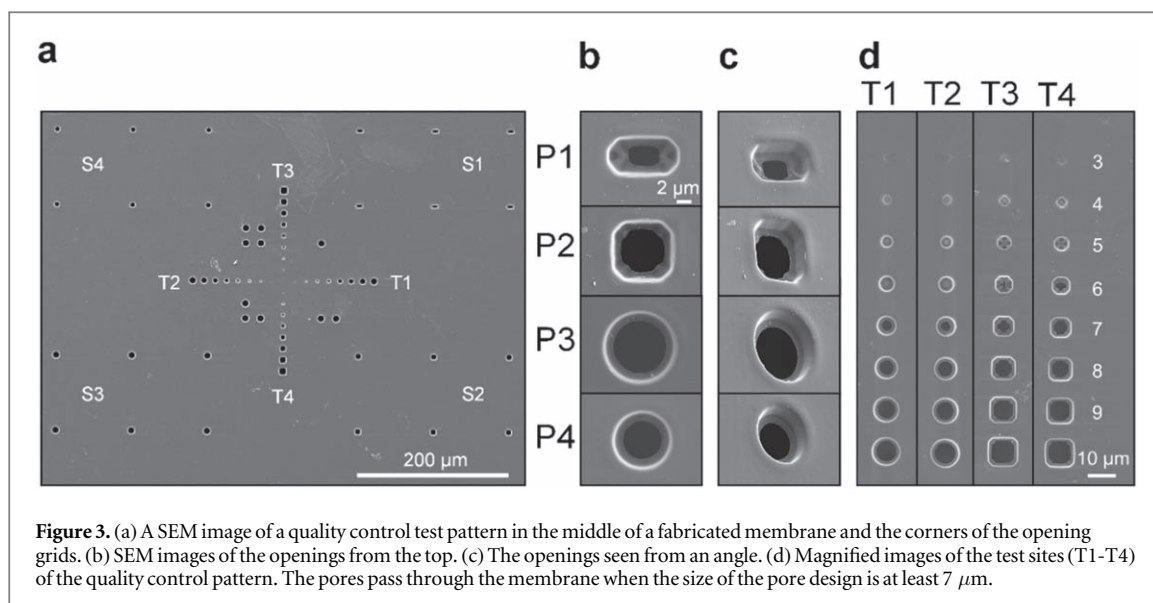 a
b
c
d
T1 T2 T3 T4
S4
S1
T3
T2
T1
T4
S3
S2
200 μm
P1
P2
P3
P4
2 μm
3
4
5
6
7
8
9
10 μm
Figure 3. (a) A SEM image of a quality control test pattern in the middle of a fabricated membrane and the corners of the opening
grids. (b) SEM images of the openings from the top. (c) The openings seen from an angle. (d) Magnified images of the test sites (T1-T4)
of the quality control pattern. The pores pass through the membrane when the size of the pore design is at least 7 μm.